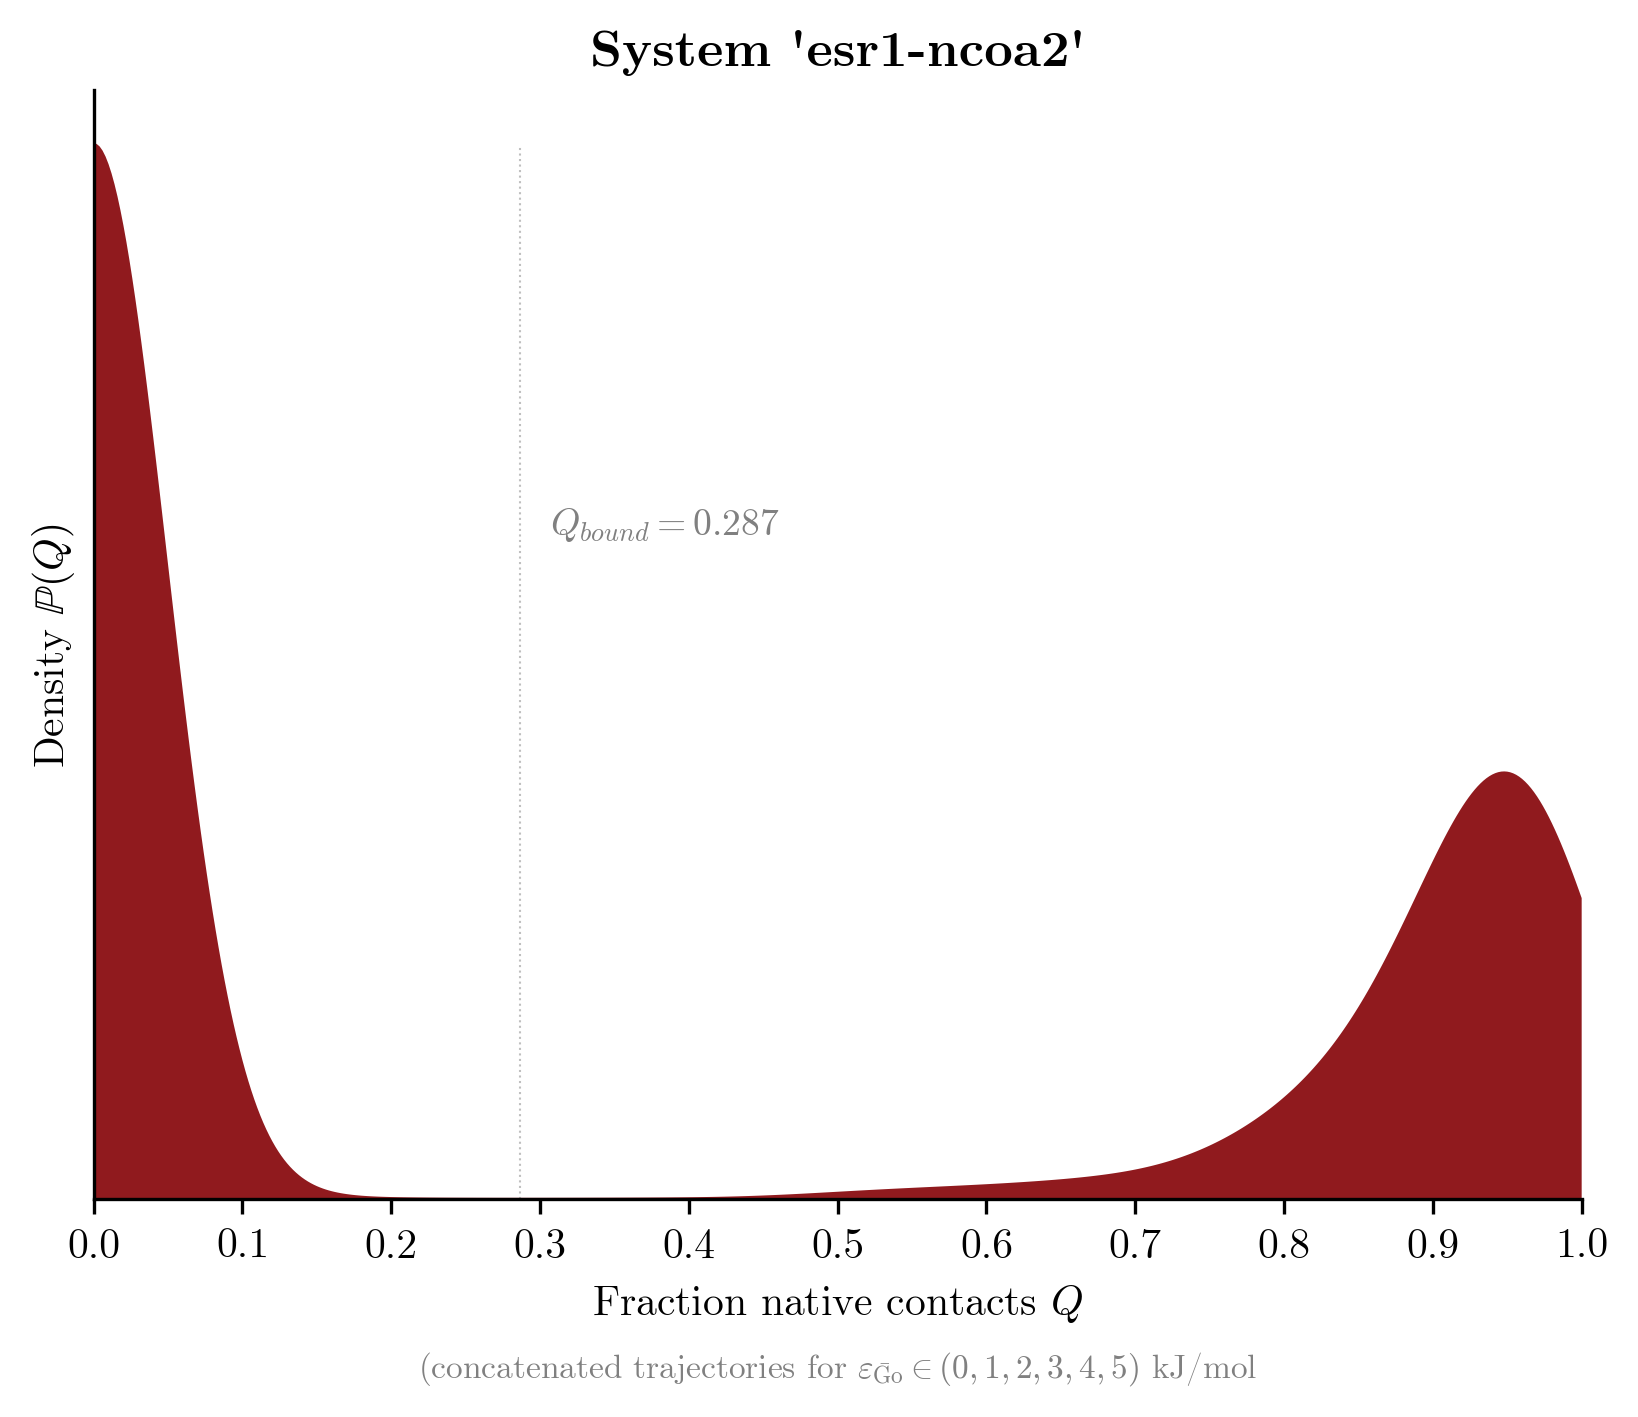 System 'esr1-ncoa2'
Density ℙ(Q)
Q_bound = 0.287
0.0 0.1 0.2 0.3 0.4 0.5 0.6 0.7 0.8 0.9 1.0
Fraction native contacts Q
(concatenated trajectories for ε_Ḡo ∈ (0, 1, 2, 3, 4, 5) kJ/mol